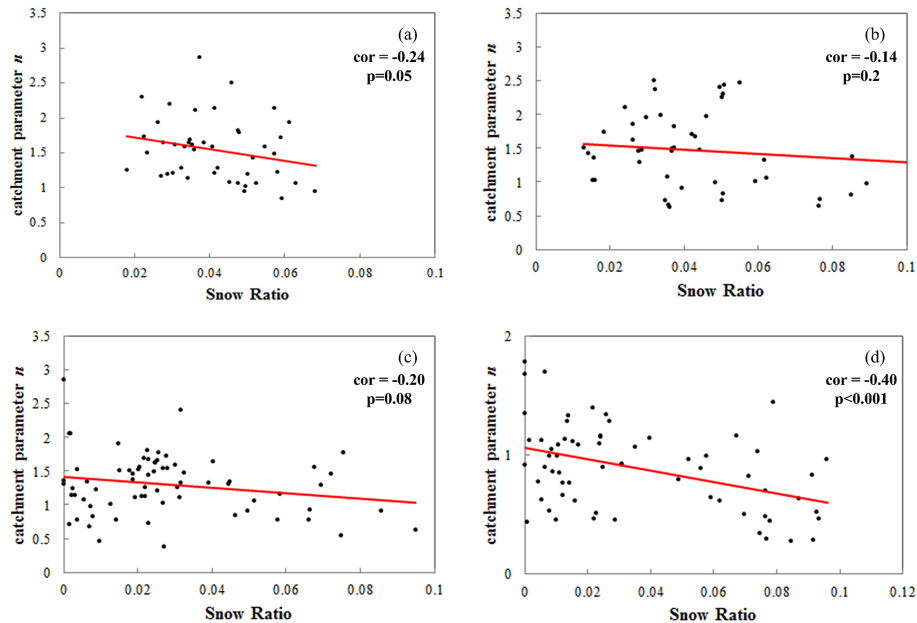 3.5
3
2.5
2
1.5
1
0.5
0
catchment parameter n
(a)
cor = -0.24
p=0.05
0 0.02 0.04 0.06 0.08 0.1
Snow Ratio
3.5
3
2.5
2
1.5
1
0.5
0
catchment parameter n
(b)
cor = -0.14
p=0.2
0 0.02 0.04 0.06 0.08 0.1
Snow Ratio
3.5
3
2.5
2
1.5
1
0.5
0
catchment parameter n
(c)
cor = -0.20
p=0.08
0 0.02 0.04 0.06 0.08 0.1
Snow Ratio
2
1
0
catchment parameter n
(d)
cor = -0.40
p<0.001
0 0.02 0.04 0.06 0.08 0.1 0.12
Snow Ratio